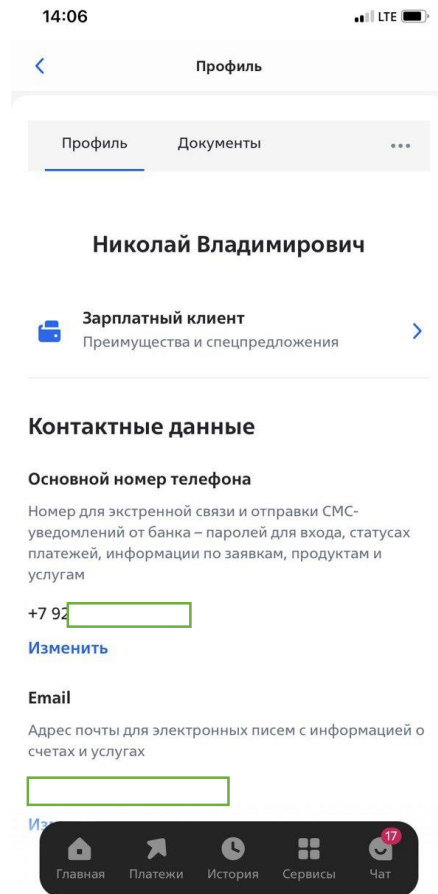 14:06
LTE
Профиль
Профиль
Документы
Николай Владимирович
Зарплатный клиент
Преимущества и спецпредложения
Контактные данные
Основной номер телефона
Номер для экстренной связи и отправки СМС-
уведомлений от банка – паролей для входа, статусах
платежей, информации по заявкам, продуктам и
услугам
+7 92
Изменить
Email
Адрес почты для электронных писем с информацией о
счетах и услугах
17
Главная
Платежи
История
Сервисы
Чат